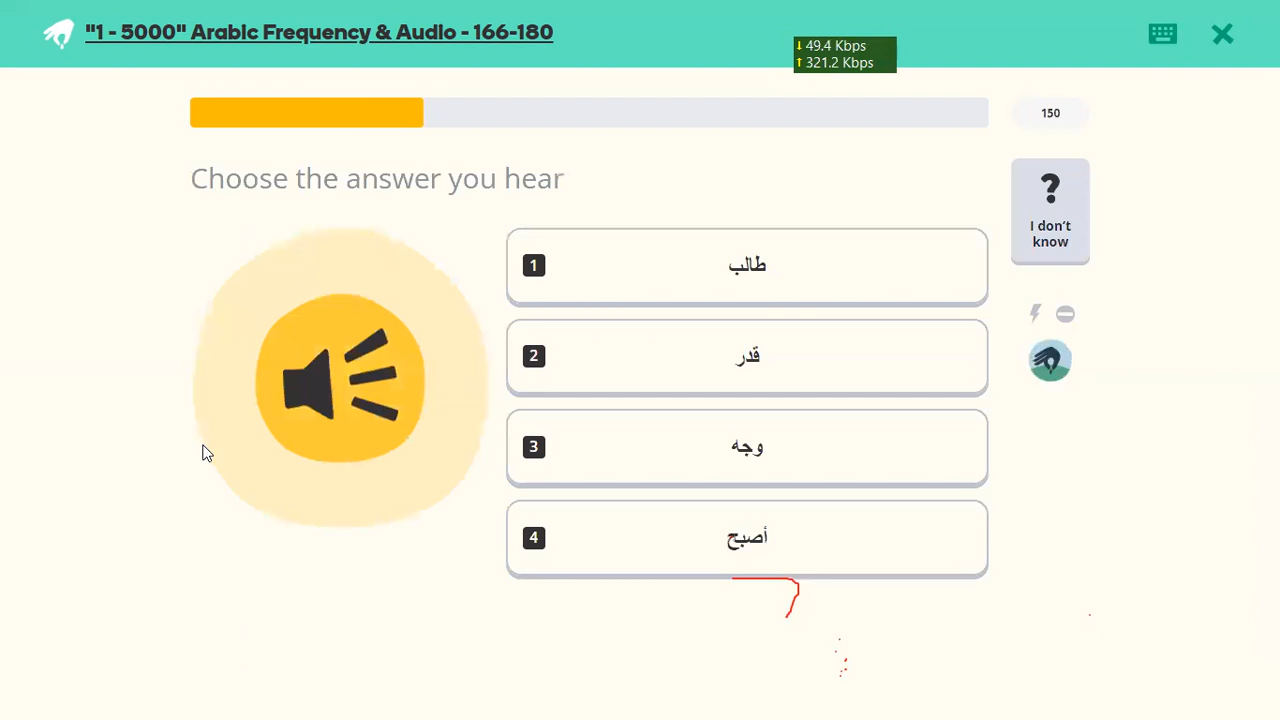 "1 - 5000" Arabic Frequency & Audio - 166-180
↓ 49.4 Kbps
↑ 321.2 Kbps
150
Choose the answer you hear
?
I don't
know
1 طالب
2 قدر
3 وجه
4 أصبح